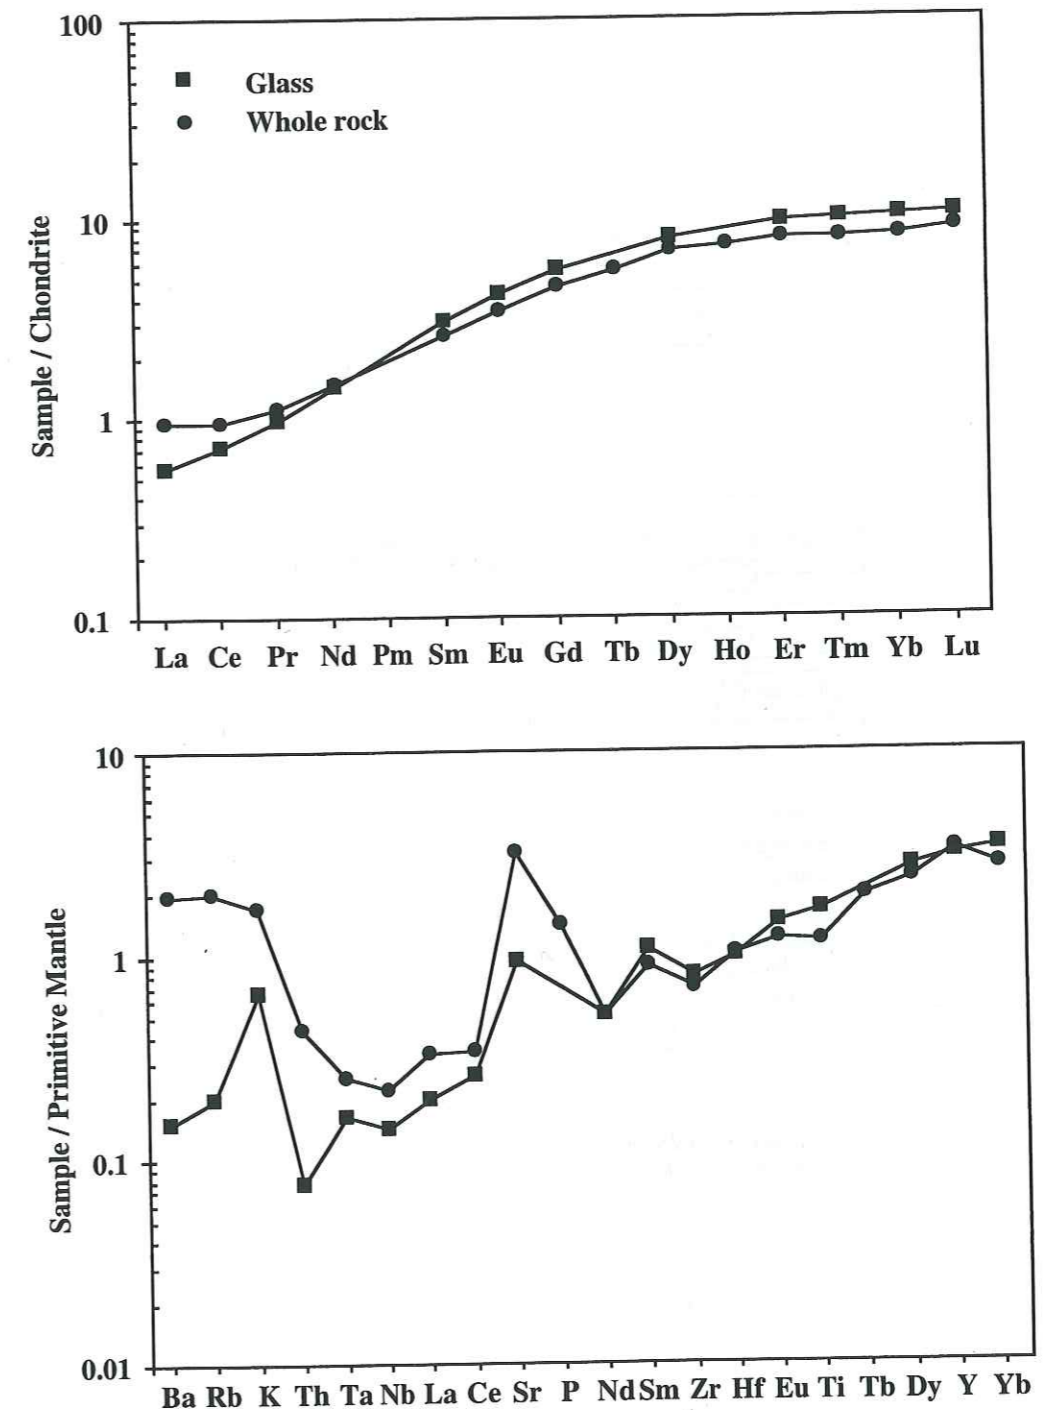 100
Glass
Whole rock
10
1
0.1
Sample / Chondrite
La Ce Pr Nd Pm Sm Eu Gd Tb Dy Ho Er Tm Yb Lu
10
1
0.1
0.01
Sample / Primitive Mantle
Ba Rb K Th Ta Nb La Ce Sr P Nd Sm Zr Hf Eu Ti Tb Dy Y Yb